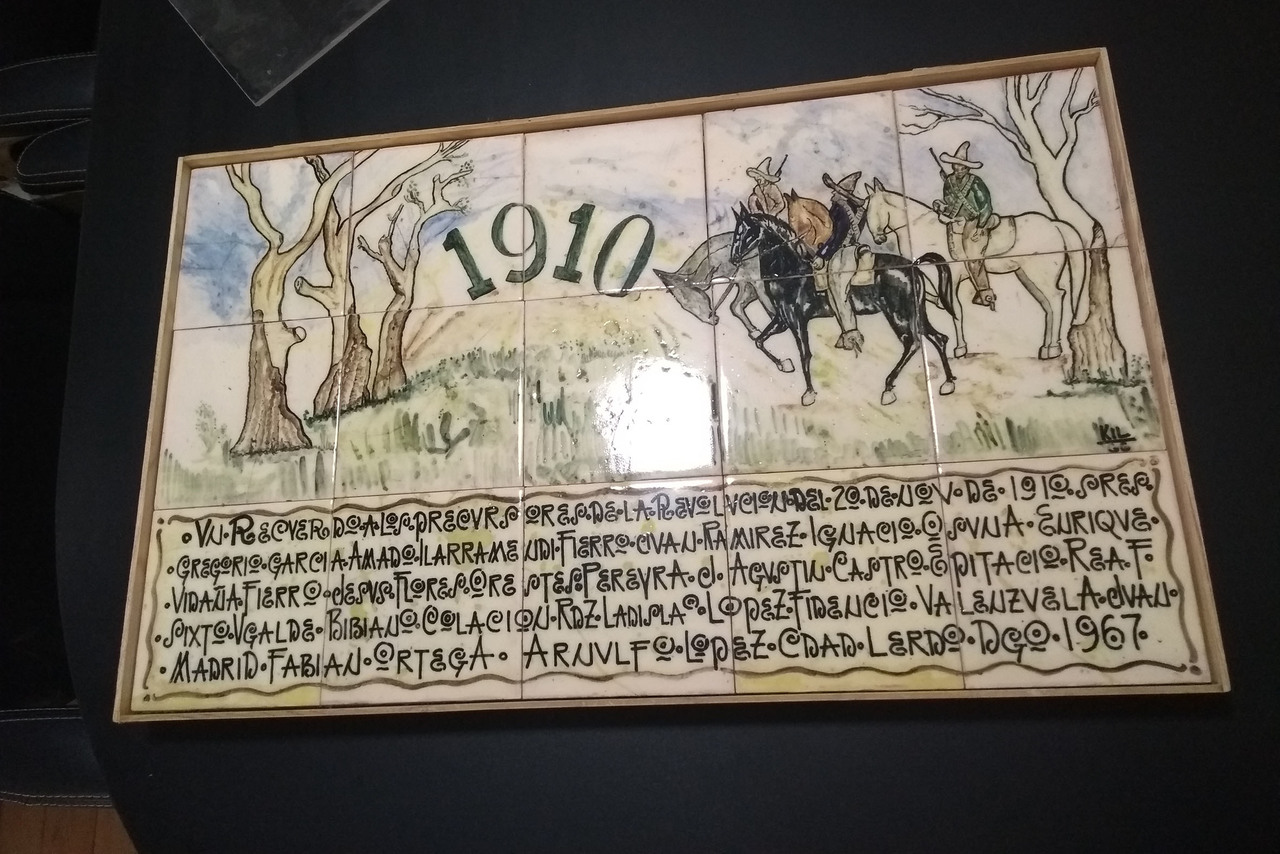 1910
KIL
·VN·RECVERDO·A·LOS·PRECVRSORES·DE·LA·REVOLVCION·DEL·20·DE·NOV·DE·1910·SRES
·GREGORIO·GARCIA·AMADO·ILARRAMENDI·FIERRO·JVAN·RAMIREZ·IGNACIO·OSVNA·ENRIQVE·
·VIDAÑA·FIERRO·JESVS·FLORES·ORESTES·PEREYRA·J·AGVSTIN·CASTRO·EPITACIO·REA·F·
·SIXTO·VGALDE·BIBIANO·COLACION·RDZ·LADISLAO·LOPEZ·FIDENCIO·VALENZVELA·JVAN·
·MADRID·FABIAN·ORTEGA· ARNVLFO·LOPEZ·CDAD·LERDO·DGO·1967·